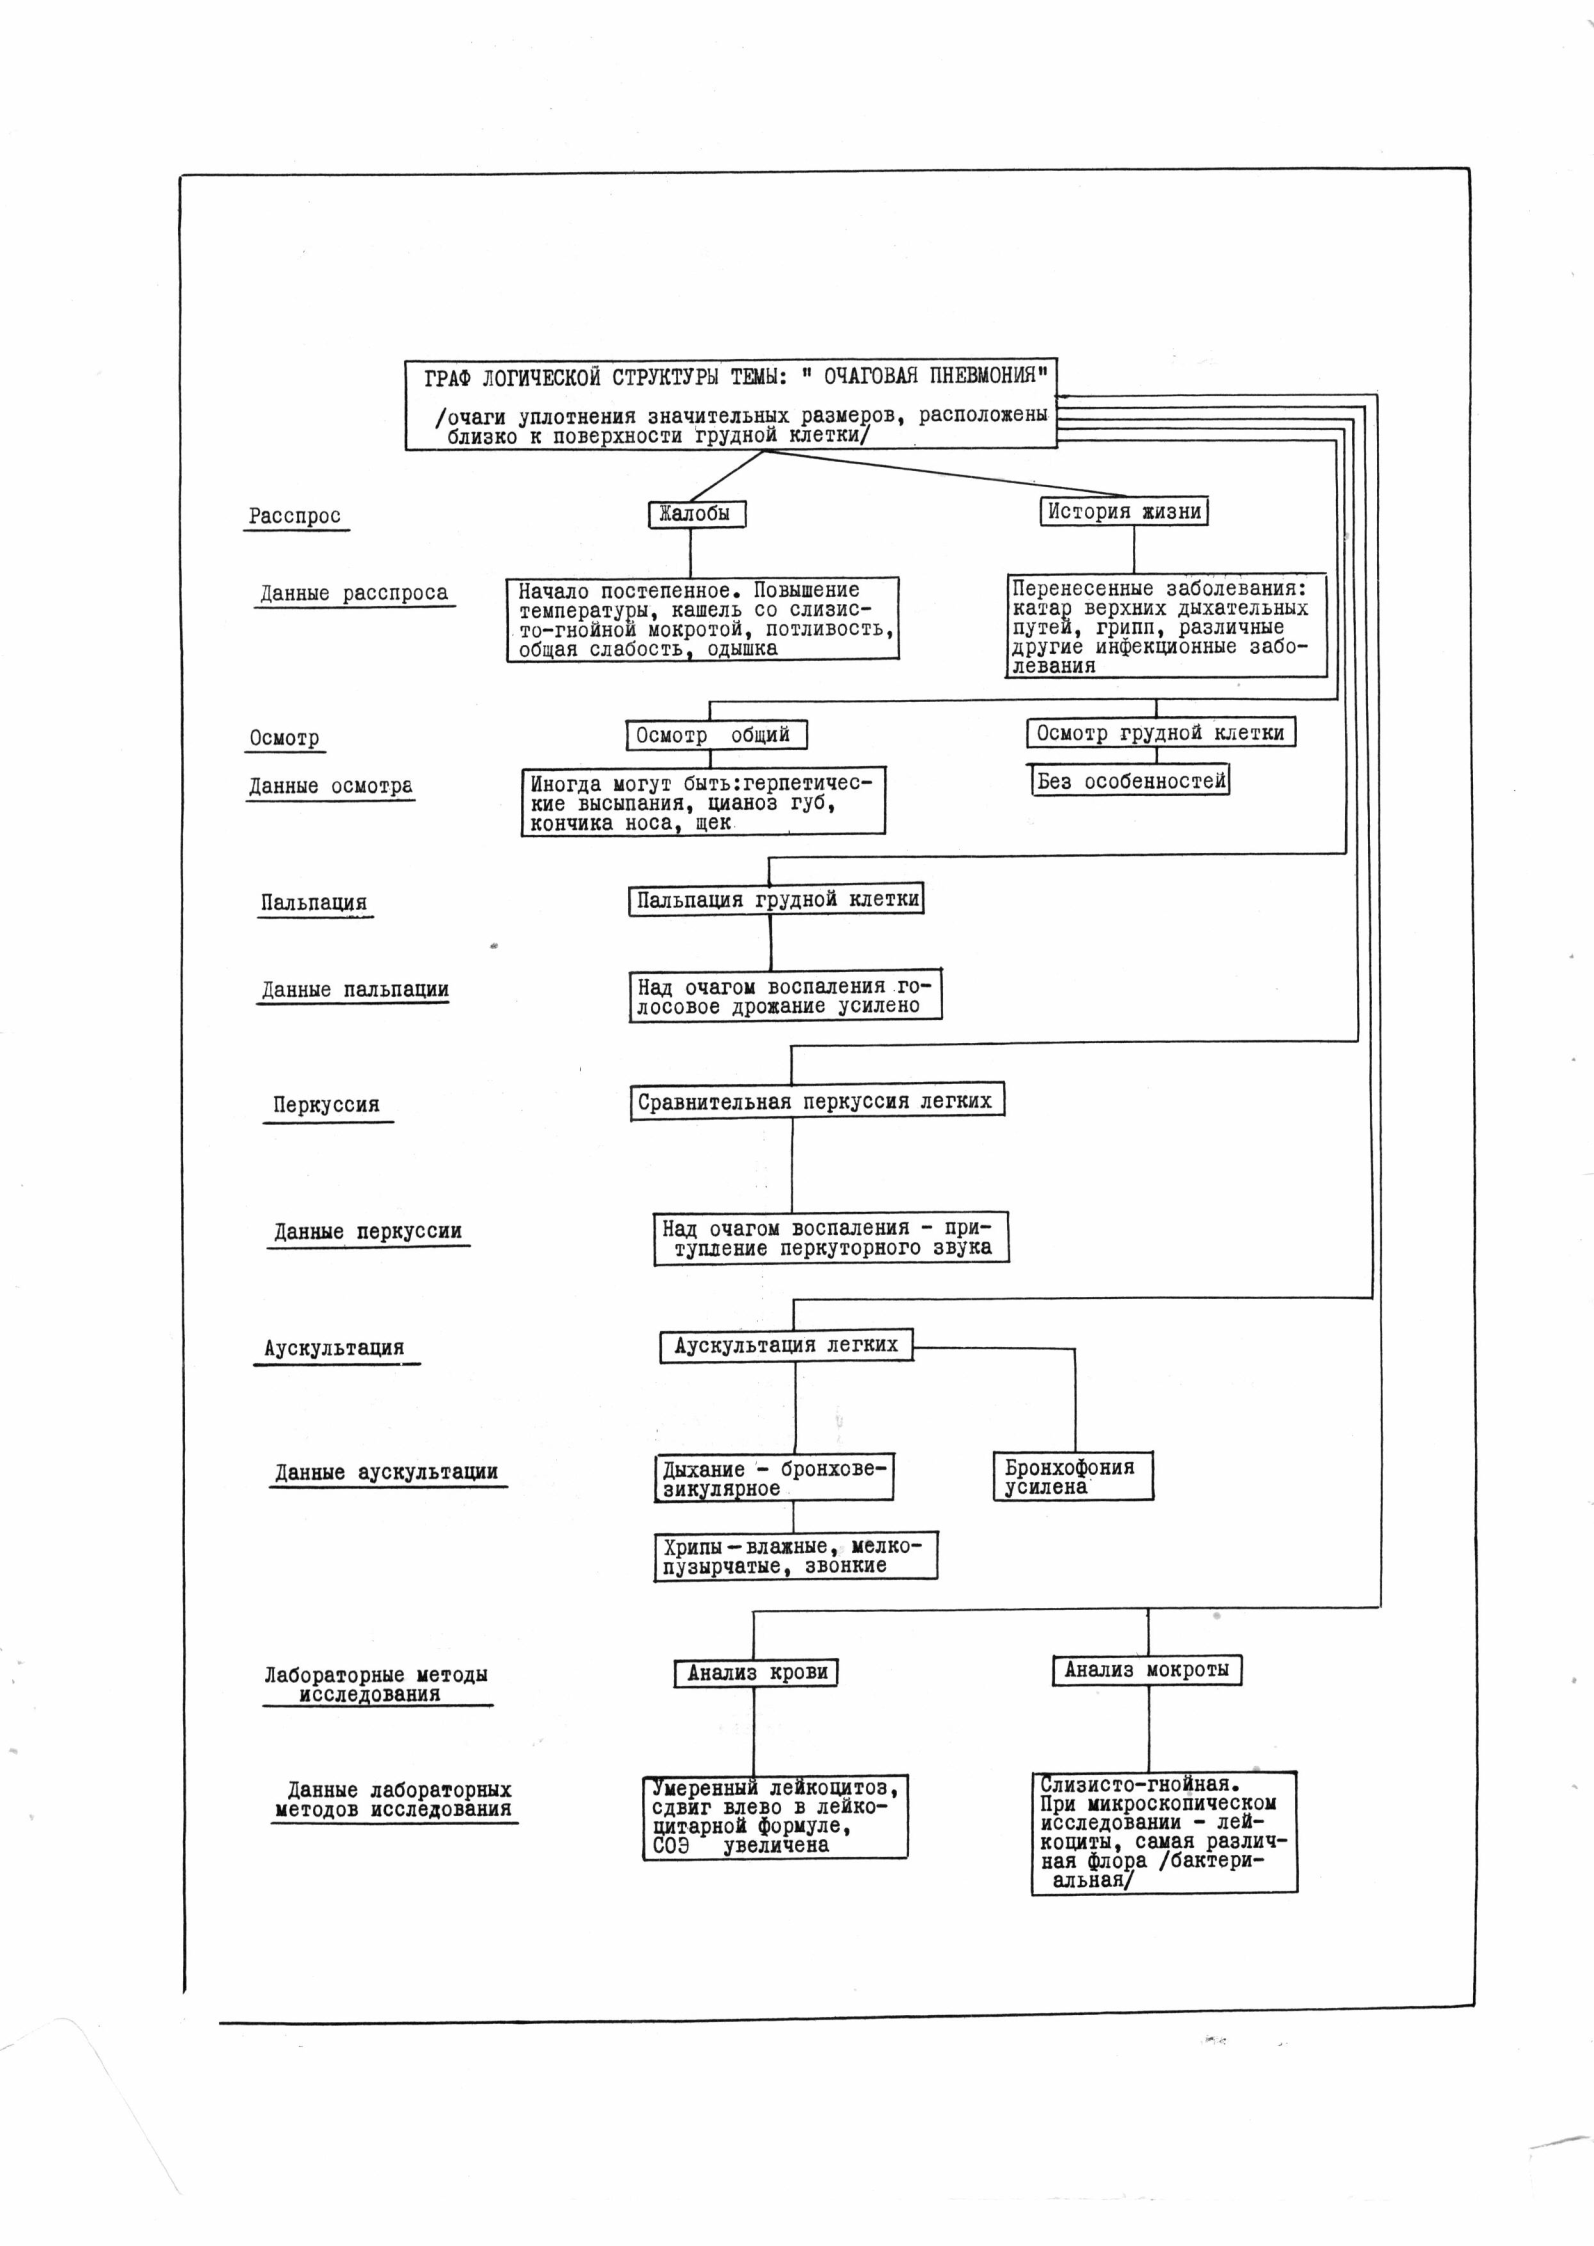 ГРАФ ЛОГИЧЕСКОЙ СТРУКТУРЫ ТЕМЫ: " ОЧАГОВАЯ ПНЕВМОНИЯ"
/очаги уплотнения значительных размеров, расположены
близко к поверхности грудной клетки/
Расспрос
Жалобы
История жизни
Данные расспроса
Начало постепенное. Повышение
температуры, кашель со слизис-
то-гнойной мокротой, потливость,
общая слабость, одышка
Перенесенные заболевания:
катар верхних дыхательных
путей, грипп, различные
другие инфекционные забо-
левания
Осмотр
Осмотр общий
Осмотр грудной клетки
Данные осмотра
Иногда могут быть:герпетичес-
кие высыпания, цианоз губ,
кончика носа, щек
Без особенностей
Пальпация
Пальпация грудной клетки
Данные пальпации
Над очагом воспаления го-
лосовое дрожание усилено
Перкуссия
Сравнительная перкуссия легких
Данные перкуссии
Над очагом воспаления - при-
тупление перкуторного звука
Аускультация
Аускультация легких
Данные аускультации
Дыхание - бронхове-
зикулярное
Бронхофония
усилена
Хрипы — влажные, мелко-
пузырчатые, звонкие
Лабораторные методы
исследования
Анализ крови
Анализ мокроты
Данные лабораторных
методов исследования
Умеренный лейкоцитоз,
сдвиг влево в лейко-
цитарной формуле,
СОЭ увеличена
Слизисто-гнойная.
При микроскопическом
исследовании - лей-
коциты, самая различ-
ная флора /бактери-
альная/